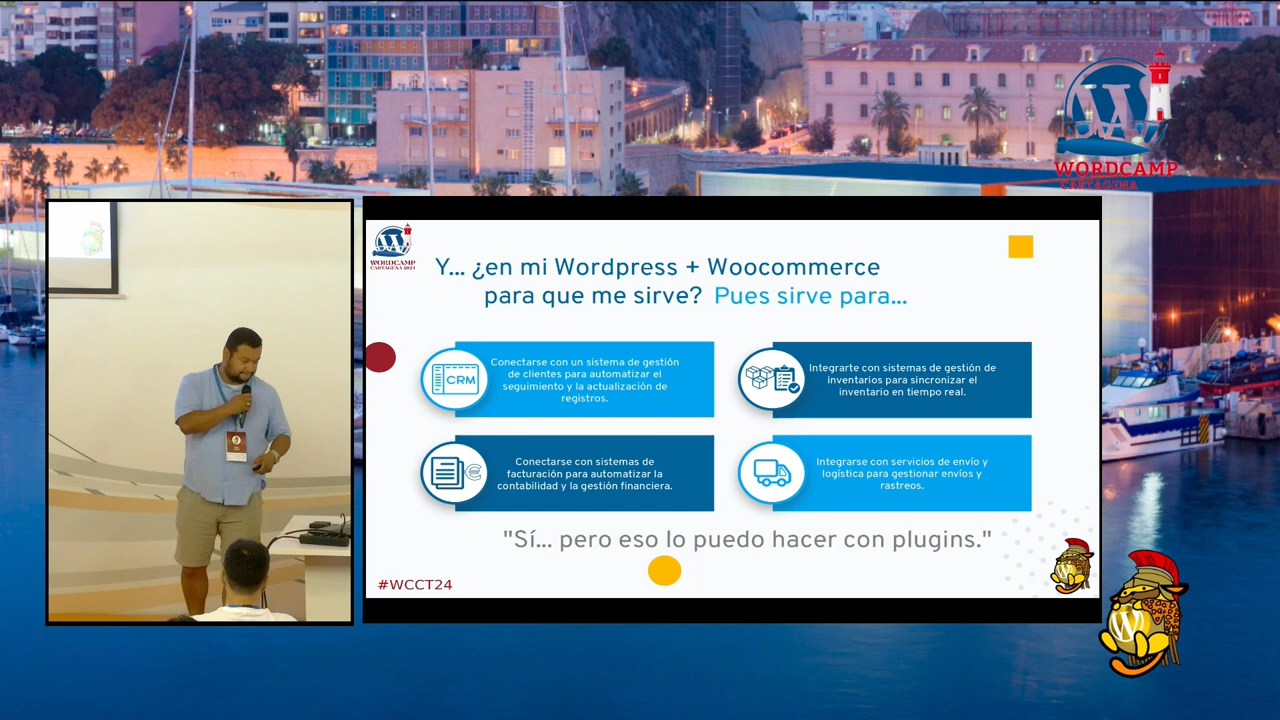 WORDCAMP
CARTAGENA
WORDCAMP
CARTAGENA 2023
Y... ¿en mi Wordpress + Woocommerce
para que me sirve? Pues sirve para...
CRM
Conectarse con un sistema de gestión
de clientes para automatizar el
seguimiento y la actualización de
registros.
Integrarte con sistemas de gestión de
inventarios para sincronizar el
inventario en tiempo real.
Conectarse con sistemas de
facturación para automatizar la
contabilidad y la gestión financiera.
Integrarse con servicios de envío y
logística para gestionar envíos y
rastreos.
"Sí... pero eso lo puedo hacer con plugins."
#WCCT24